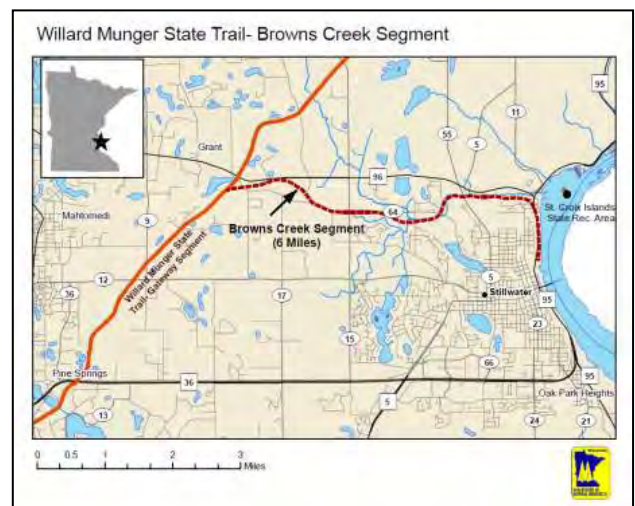 Willard Munger State Trail- Browns Creek Segment
95
11
55
5
Grant
96
St. Croix Islands
State Rec. Area
64
Mahtomedi
9
Browns Creek Segment
(6 Miles)
Willard Munger State
Trail- Gateway Segment
12
36
17
5
Stillwater
95
15
23
66
Pine Springs
36
95
Oak Park Heights
5
13
24
21
0 0.5 1 2 3
Miles